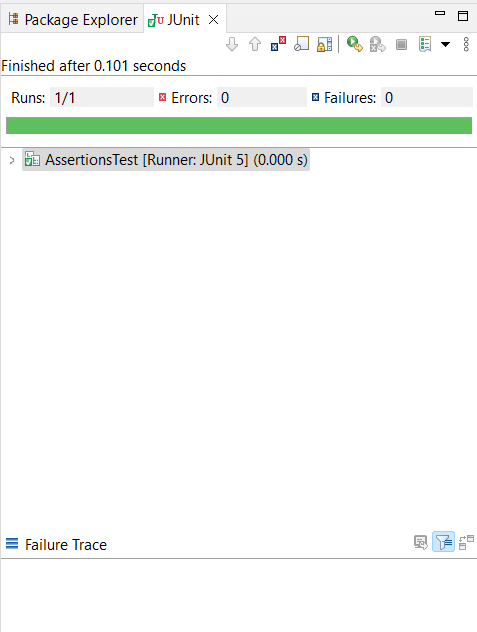 Package Explorer JUnit
Finished after 0.101 seconds
Runs: 1/1 Errors: 0 Failures: 0
AssertionsTest [Runner: JUnit 5] (0.000 s)
Failure Trace